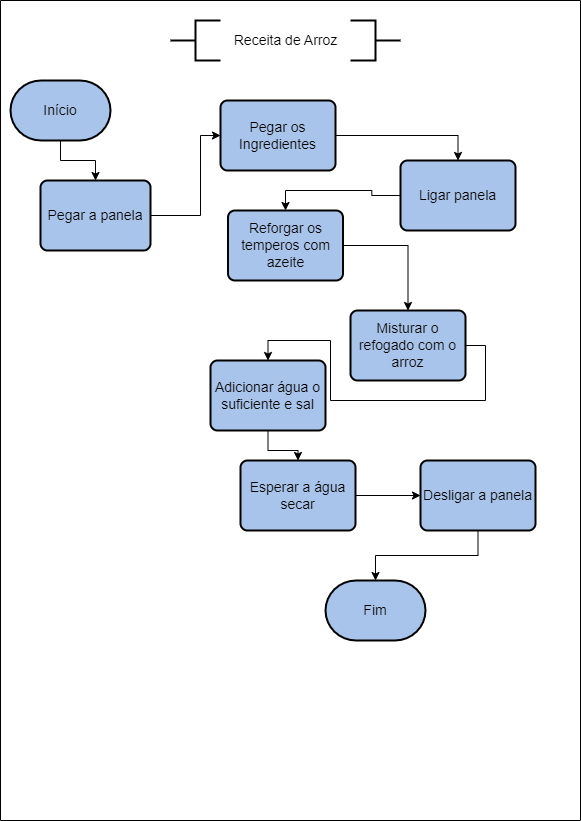 Receita de Arroz
Início
Pegar os
Ingredientes
Pegar a panela
Ligar panela
Reforgar os
temperos com
azeite
Misturar o
refogado com o
arroz
Adicionar água o
suficiente e sal
Esperar a água
secar
Desligar a panela
Fim